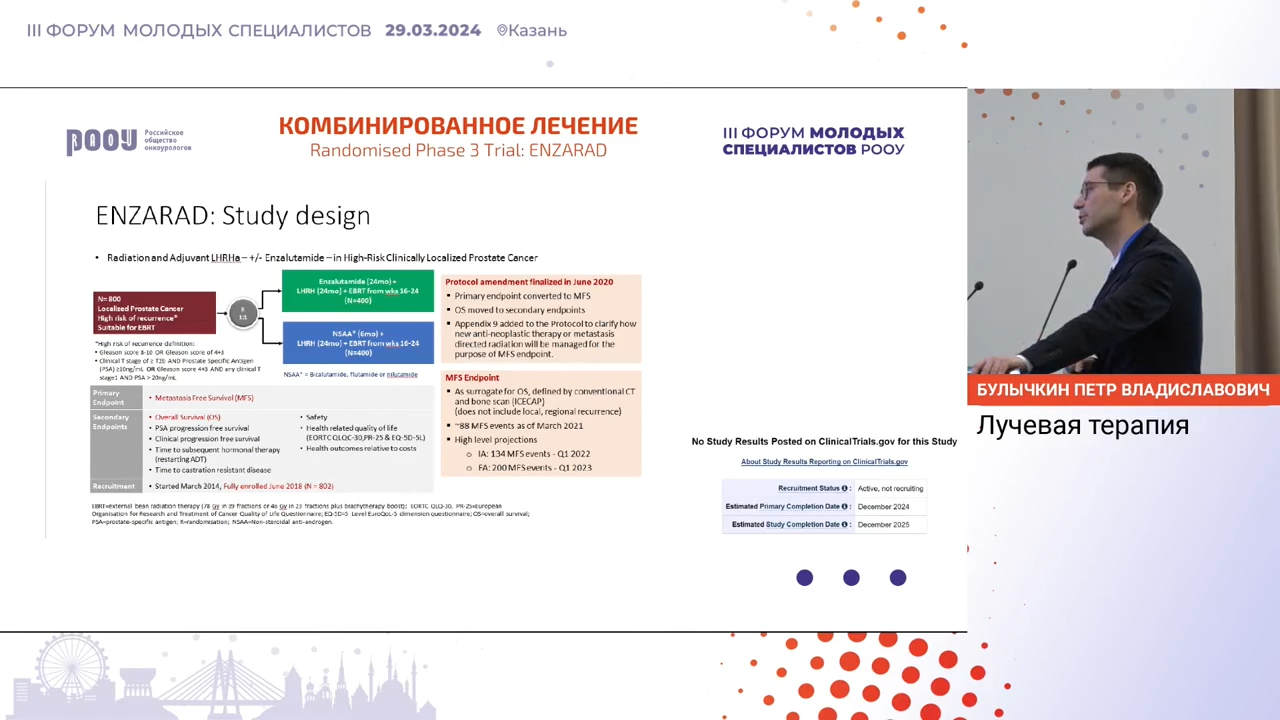 III ФОРУМ МОЛОДЫХ СПЕЦИАЛИСТОВ 29.03.2024 Казань
РООУ Российское общество онкоурологов
КОМБИНИРОВАННОЕ ЛЕЧЕНИЕ
Randomised Phase 3 Trial: ENZARAD
III ФОРУМ МОЛОДЫХ
СПЕЦИАЛИСТОВ РООУ
ENZARAD: Study design
• Radiation and Adjuvant LHRHa – +/- Enzalutamide – in High-Risk Clinically Localized Prostate Cancer
N= 800
Localized Prostate Cancer
High risk of recurrence*
Suitable for EBRT
R
1:1
Enzalutamide (24mo) +
LHRH (24mo) + EBRT from wks 16-24
(N=400)
NSAA* (6mo) +
LHRH (24mo) + EBRT from wks 16-24
(N=400)
NSAA* = Bicalutamide, flutamide or nilutamide
*High risk of recurrence definition:
• Gleason score 8-10 OR Gleason score of 4+3
• Clinical T stage of ≥ T2b AND Prostate Specific Antigen
(PSA) ≥10ng/mL OR Gleason score 4+3 AND any clinical T
stage1 AND PSA > 20ng/mL
Primary
Endpoint
• Metastasis Free Survival (MFS)
Secondary
Endpoints
• Overall Survival (OS)
• PSA progression free survival
• Clinical progression free survival
• Time to subsequent hormonal therapy
(restarting ADT)
• Time to castration resistant disease
• Safety
• Health related quality of life
(EORTC QLQC-30,PR-25 & EQ-5D-5L)
• Health outcomes relative to costs
Recruitment
• Started March 2014, Fully enrolled June 2018 (N = 802)
EBRT=external bean radiation therapy (78 Gy in 39 fractions or 46 Gy in 23 fractions plus brachytherapy boost); EORTC QLQ-30, PR-25=European
Organisation for Research and Treatment of Cancer Quality of Life Questionnaire; EQ-5D=5 Level EuroQoL-5 dimension questionnaire; OS=overall survival;
PSA=prostate-specific antigen; R=randomisation; NSAA=Non-steroidal anti-androgen.
Protocol amendment finalized in June 2020
▪ Primary endpoint converted to MFS
▪ OS moved to secondary endpoints
▪ Appendix 9 added to the Protocol to clarify how
new anti-neoplastic therapy or metastasis
directed radiation will be managed for the
purpose of MFS endpoint.
MFS Endpoint
▪ As surrogate for OS, defined by conventional CT
and bone scan (ICECAP)
(does not include local, regional recurrence)
▪ ~88 MFS events as of March 2021
▪ High level projections
o IA: 134 MFS events - Q1 2022
o FA: 200 MFS events - Q1 2023
No Study Results Posted on ClinicalTrials.gov for this Study
About Study Results Reporting on ClinicalTrials.gov
Recruitment Status : Active, not recruiting
Estimated Primary Completion Date : December 2024
Estimated Study Completion Date : December 2025
БУЛЫЧКИН ПЕТР ВЛАДИСЛАВОВИЧ
Лучевая терапия